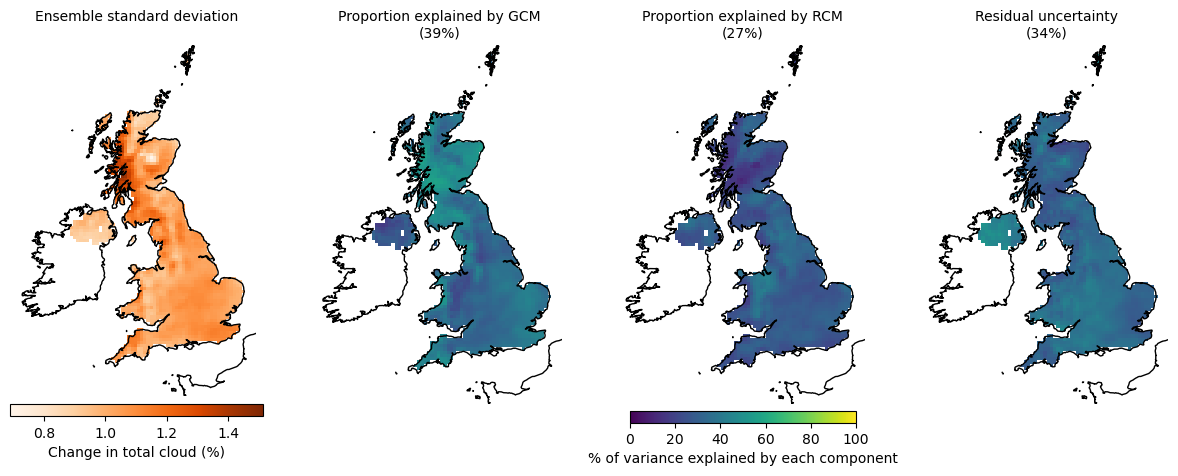 Ensemble standard deviation
Proportion explained by GCM
(39%)
Proportion explained by RCM
(27%)
Residual uncertainty
(34%)
0.8 1.0 1.2 1.4
Change in total cloud (%)
0 20 40 60 80 100
% of variance explained by each component